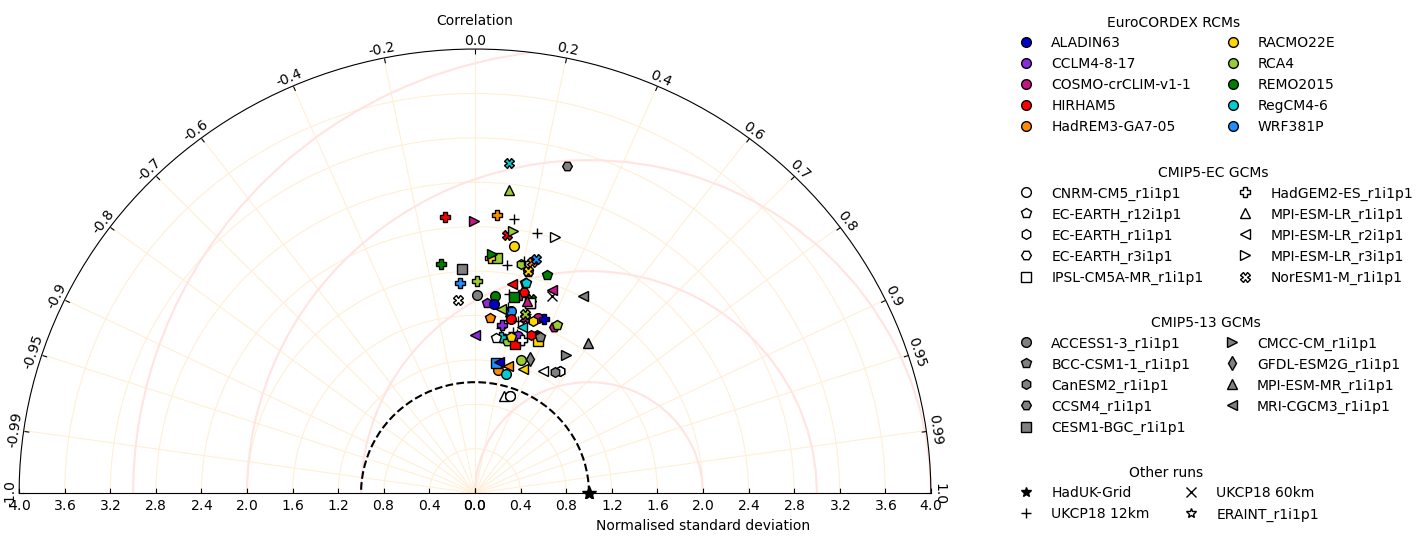 Correlation
-0.2 0.0 0.2
-0.4 0.4
-0.6 0.6
-0.7 0.7
-0.8 0.8
-0.9 0.9
-0.95 0.95
-0.99 0.99
-1.0 1.0
4.0 3.6 3.2 2.8 2.4 2.0 1.6 1.2 0.8 0.4 0.0 0.4 0.8 1.2 1.6 2.0 2.4 2.8 3.2 3.6 4.0
Normalised standard deviation
EuroCORDEX RCMs
ALADIN63 RACMO22E
CCLM4-8-17 RCA4
COSMO-crCLIM-v1-1 REMO2015
HIRHAM5 RegCM4-6
HadREM3-GA7-05 WRF381P
CMIP5-EC GCMs
CNRM-CM5_r1i1p1 HadGEM2-ES_r1i1p1
EC-EARTH_r12i1p1 MPI-ESM-LR_r1i1p1
EC-EARTH_r1i1p1 MPI-ESM-LR_r2i1p1
EC-EARTH_r3i1p1 MPI-ESM-LR_r3i1p1
IPSL-CM5A-MR_r1i1p1 NorESM1-M_r1i1p1
CMIP5-13 GCMs
ACCESS1-3_r1i1p1 CMCC-CM_r1i1p1
BCC-CSM1-1_r1i1p1 GFDL-ESM2G_r1i1p1
CanESM2_r1i1p1 MPI-ESM-MR_r1i1p1
CCSM4_r1i1p1 MRI-CGCM3_r1i1p1
CESM1-BGC_r1i1p1
Other runs
HadUK-Grid UKCP18 60km
UKCP18 12km ERAINT_r1i1p1